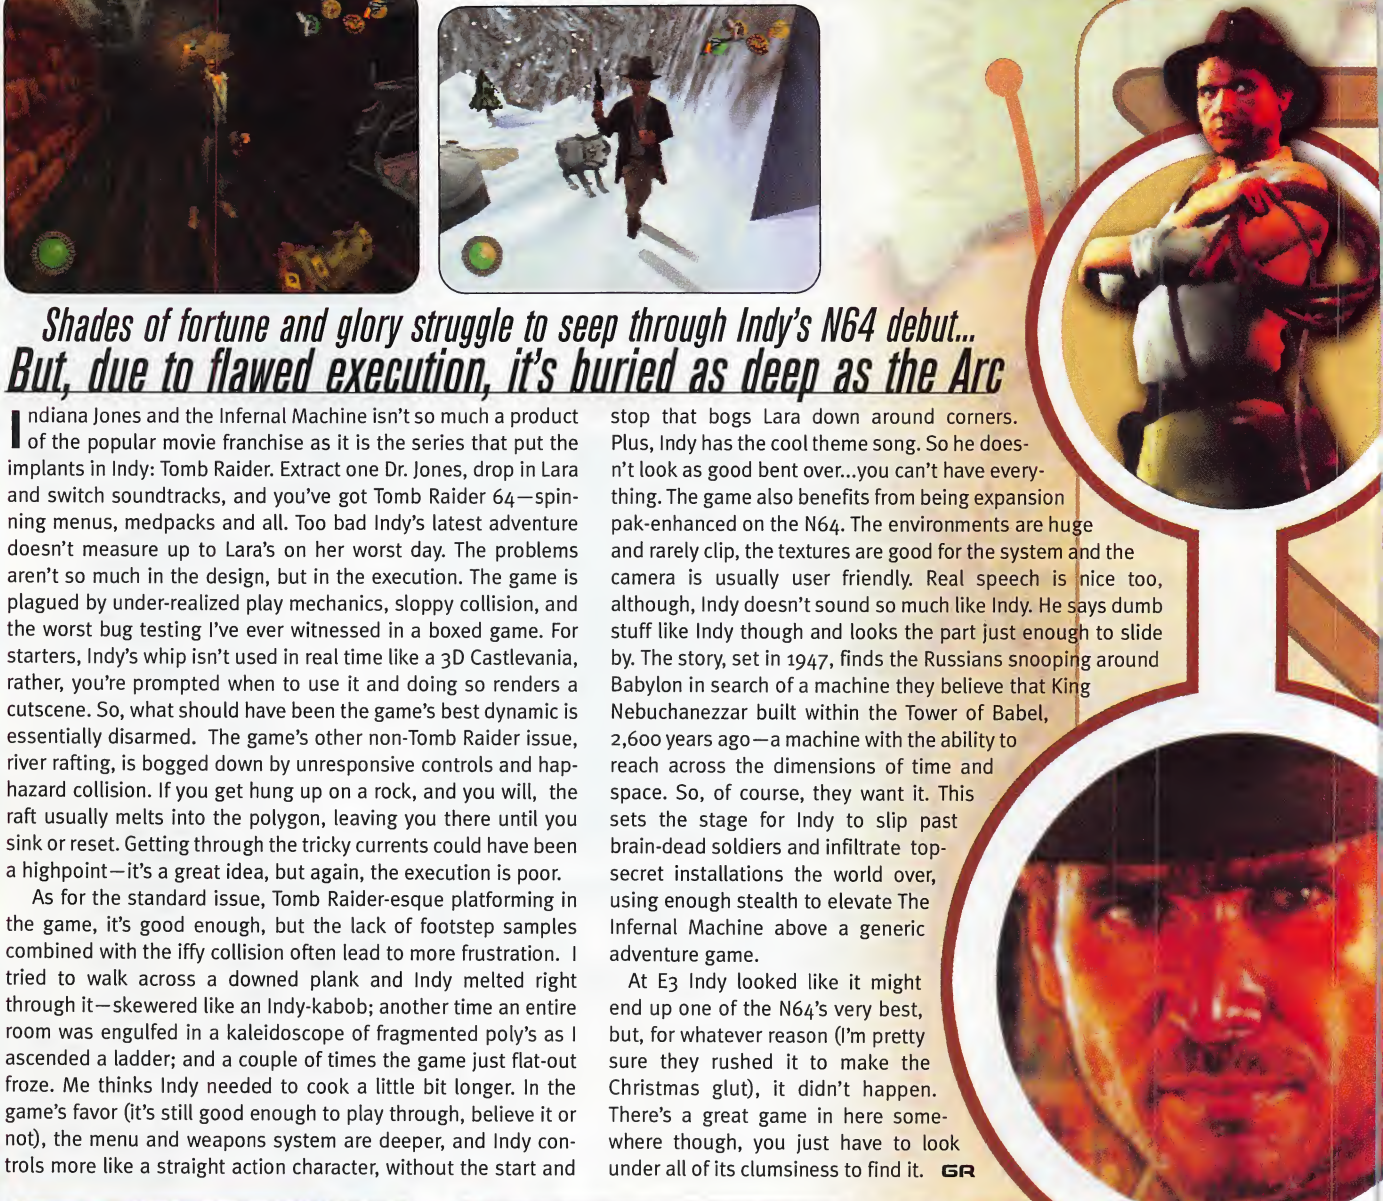 Shades of fortune and glory struggle to seep through Indy's N64 debut...
But, due to flawed execution, it's buried as deep as the Arc
Indiana Jones and the Infernal Machine isn't so much a product
of the popular movie franchise as it is the series that put the
implants in Indy: Tomb Raider. Extract one Dr. Jones, drop in Lara
and switch soundtracks, and you've got Tomb Raider 64—spin-
ning menus, medpacks and all. Too bad Indy's latest adventure
doesn't measure up to Lara's on her worst day. The problems
aren't so much in the design, but in the execution. The game is
plagued by under-realized play mechanics, sloppy collision, and
the worst bug testing I've ever witnessed in a boxed game. For
starters, Indy's whip isn't used in real time like a 3D Castlevania,
rather, you're prompted when to use it and doing so renders a
cutscene. So, what should have been the game's best dynamic is
essentially disarmed. The game's other non-Tomb Raider issue,
river rafting, is bogged down by unresponsive controls and hap-
hazard collision. If you get hung up on a rock, and you will, the
raft usually melts into the polygon, leaving you there until you
sink or reset. Getting through the tricky currents could have been
a highpoint—it's a great idea, but again, the execution is poor.
As for the standard issue, Tomb Raider-esque platforming in
the game, it's good enough, but the lack of footstep samples
combined with the iffy collision often lead to more frustration. I
tried to walk across a downed plank and Indy melted right
through it—skewered like an Indy-kabob; another time an entire
room was engulfed in a kaleidoscope of fragmented poly's as I
ascended a ladder; and a couple of times the game just flat-out
froze. Me thinks Indy needed to cook a little bit longer. In the
game's favor (it's still good enough to play through, believe it or
not), the menu and weapons system are deeper, and Indy con-
trols more like a straight action character, without the start and
stop that bogs Lara down around corners.
Plus, Indy has the cool theme song. So he does-
n't look as good bent over...you can't have every-
thing. The game also benefits from being expansion
pak-enhanced on the N64. The environments are huge
and rarely clip, the textures are good for the system and the
camera is usually user friendly. Real speech is nice too,
although, Indy doesn't sound so much like Indy. He says dumb
stuff like Indy though and looks the part just enough to slide
by. The story, set in 1947, finds the Russians snooping around
Babylon in search of a machine they believe that King
Nebuchanezzar built within the Tower of Babel,
2,600 years ago—a machine with the ability to
reach across the dimensions of time and
space. So, of course, they want it. This
sets the stage for Indy to slip past
brain-dead soldiers and infiltrate top-
secret installations the world over,
using enough stealth to elevate The
Infernal Machine above a generic
adventure game.
At E3 Indy looked like it might
end up one of the N64's very best,
but, for whatever reason (I'm pretty
sure they rushed it to make the
Christmas glut), it didn't happen.
There's a great game in here some-
where though, you just have to look
under all of its clumsiness to find it. GR